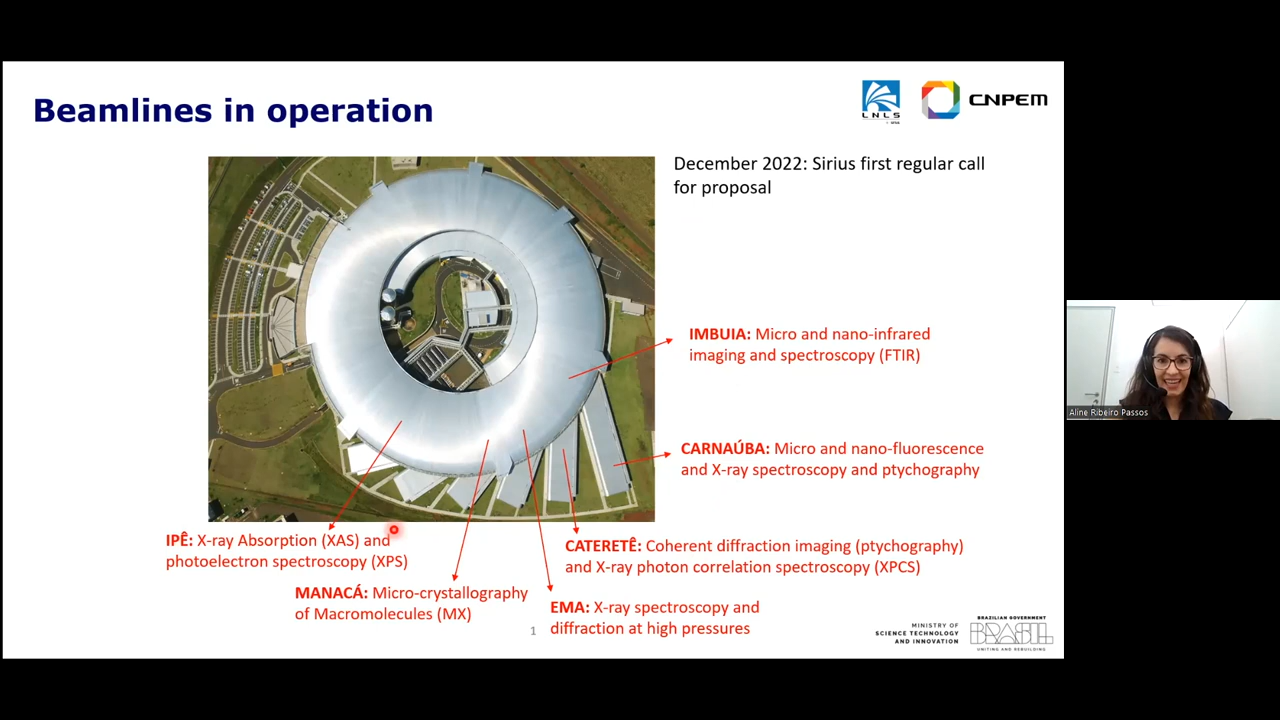 Beamlines in operation
LNLS
CNPEM
December 2022: Sirius first regular call
for proposal
IMBUIA: Micro and nano-infrared
imaging and spectroscopy (FTIR)
CARNAÚBA: Micro and nano-fluorescence
and X-ray spectroscopy and ptychography
IPÊ: X-ray Absorption (XAS) and
photoelectron spectroscopy (XPS)
CATERETÊ: Coherent diffraction imaging (ptychography)
and X-ray photon correlation spectroscopy (XPCS)
MANACÁ: Micro-crystallography
of Macromolecules (MX)
EMA: X-ray spectroscopy and
diffraction at high pressures
1
MINISTRY OF
SCIENCE TECHNOLOGY
AND INNOVATION
BRAZILIAN GOVERNMENT
BRASIL
UNITING AND REBUILDING
Aline Ribeiro Passos